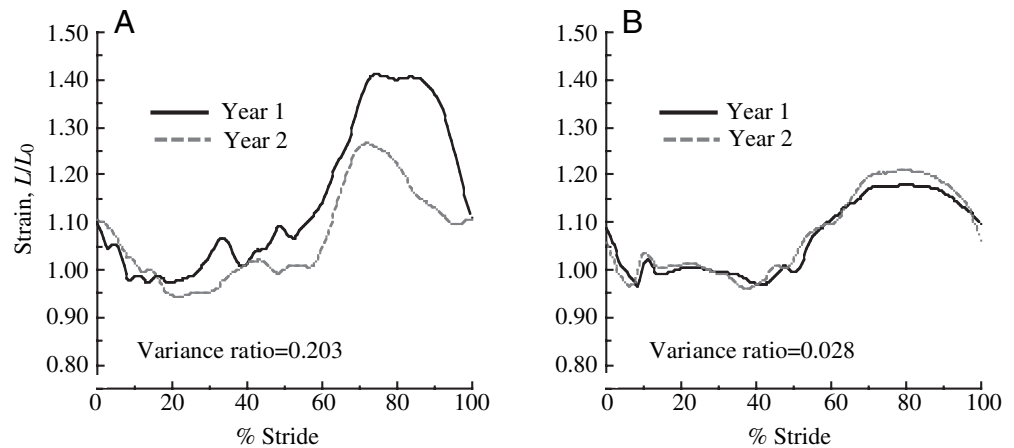 A
1.50
1.40
1.30
1.20
1.10
1.00
0.90
0.80
Strain, L/L0
Year 1
Year 2
Variance ratio=0.203
0 20 40 60 80 100
% Stride
B
1.50
1.40
1.30
1.20
1.10
1.00
0.90
0.80
Year 1
Year 2
Variance ratio=0.028
0 20 40 60 80 100
% Stride